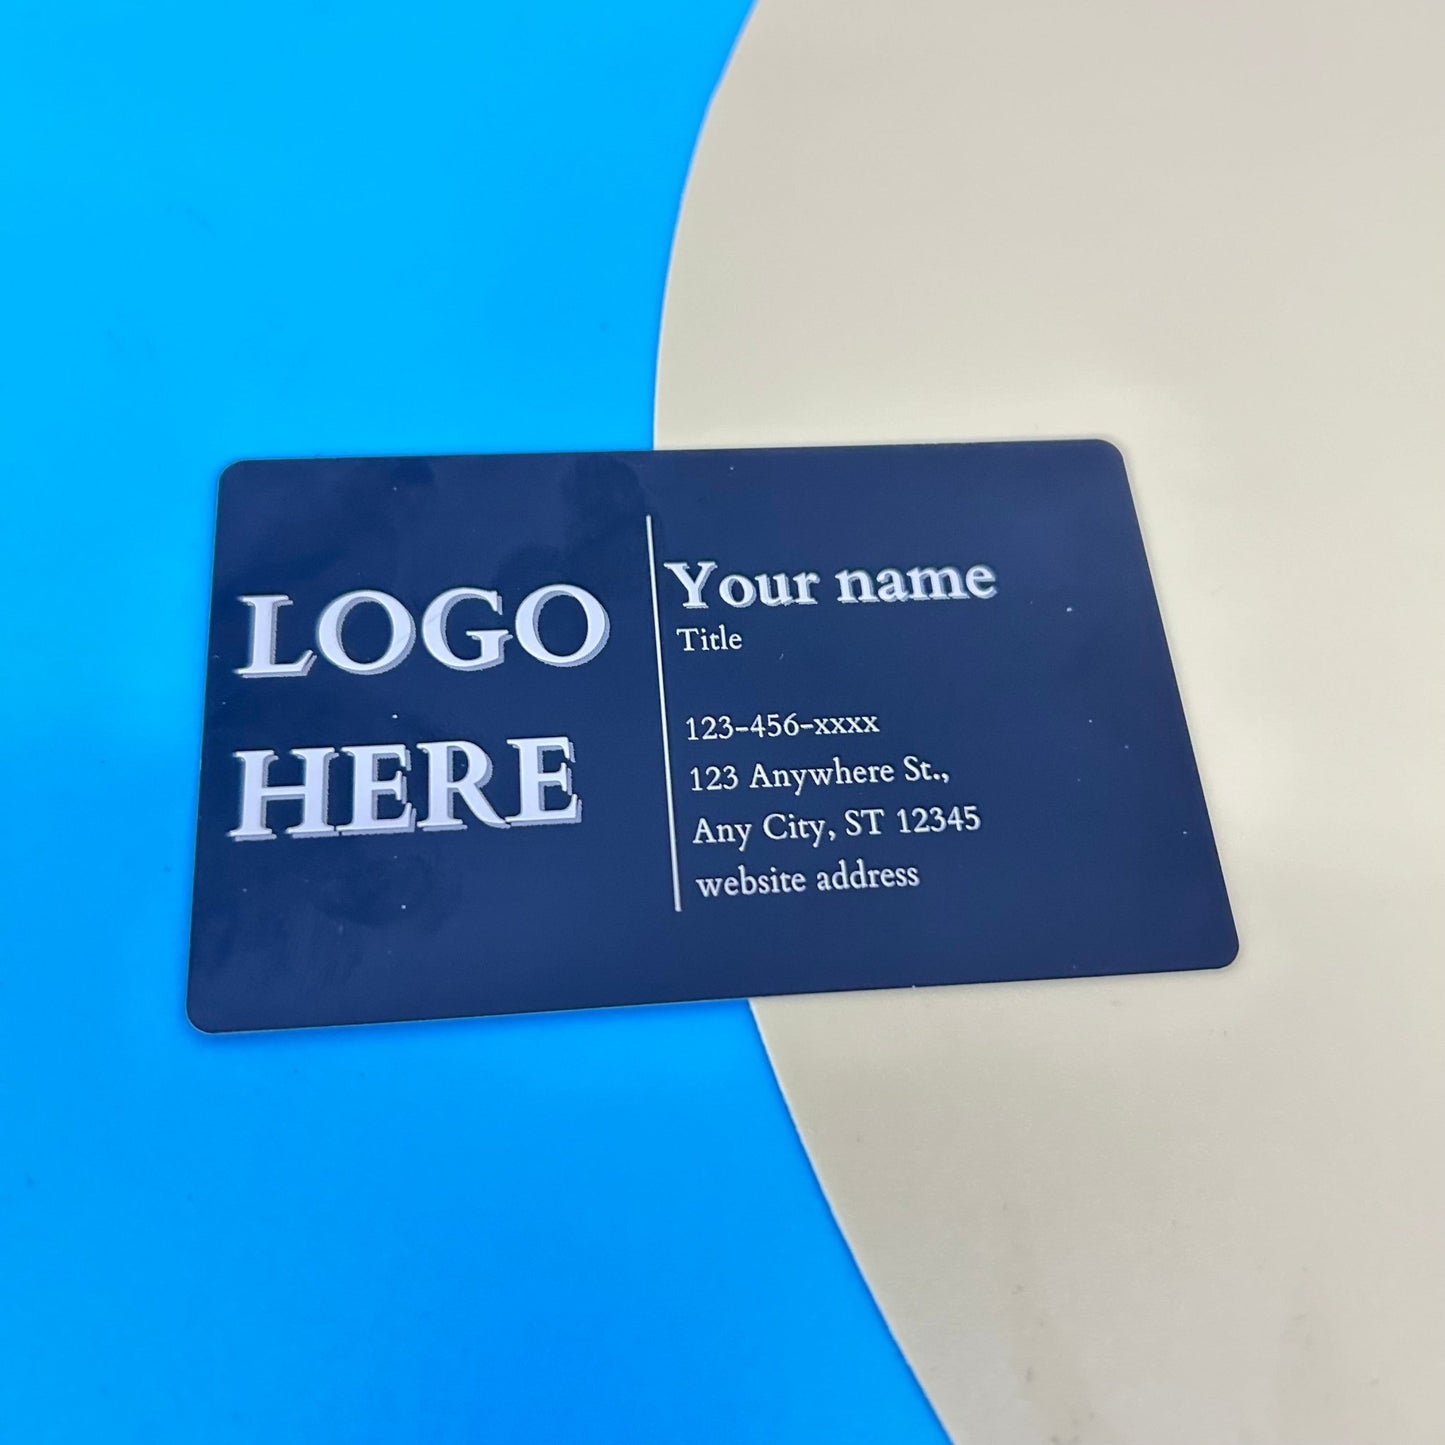 LOGO
HERE
Your name
Title
123-456-xxxx
123 Anywhere St.,
Any City, ST 12345
website address